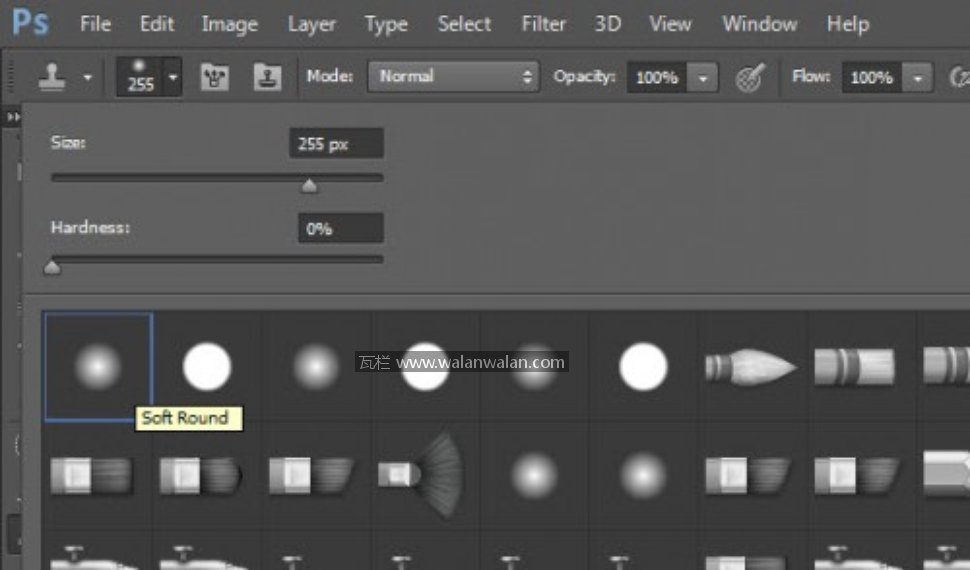 Ps File Edit Image Layer Type Select Filter 3D View Window Help
255 Mode: Normal Opacity: 100% Flow: 100%
Size: 255 px
Hardness: 0%
瓦栏 www.walanwalan.com
Soft Round